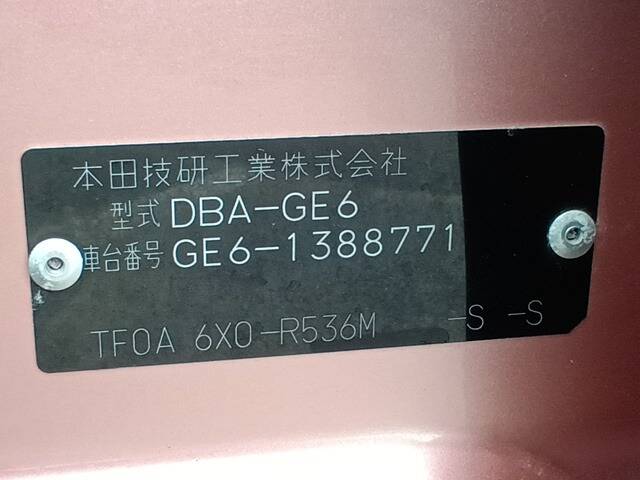 本田技研工業株式会社
型式 DBA-GE6
車台番号 GE6-1388771
TF0A 6X0-R536M -S -S